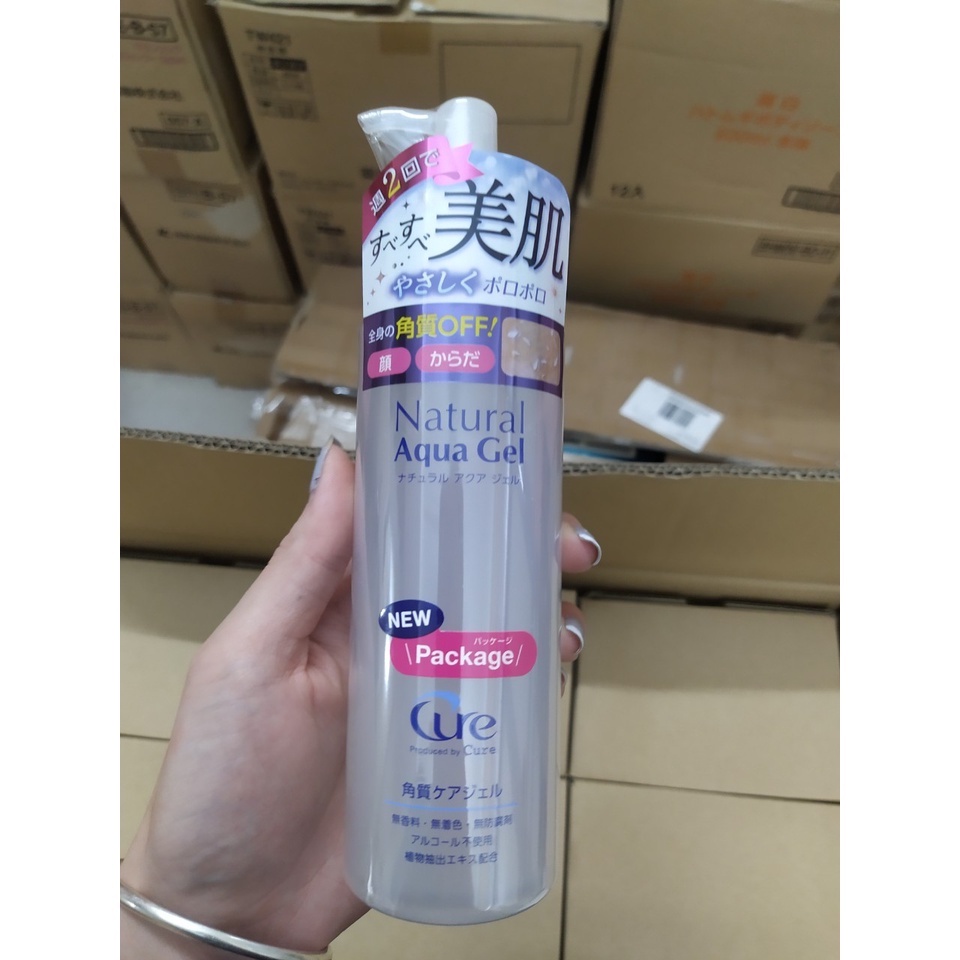 週2回で
すべすべ
美肌
やさしくポロポロ
全身の角質OFF!
顔 からだ
Natural
Aqua Gel
ナチュラル アクア ジェル
NEW
パッケージ
\Package/
Cure
Produced by Cure
角質ケアジェル
無香料・無着色・無防腐剤
アルコール不使用
植物抽出エキス配合
TW401
12入